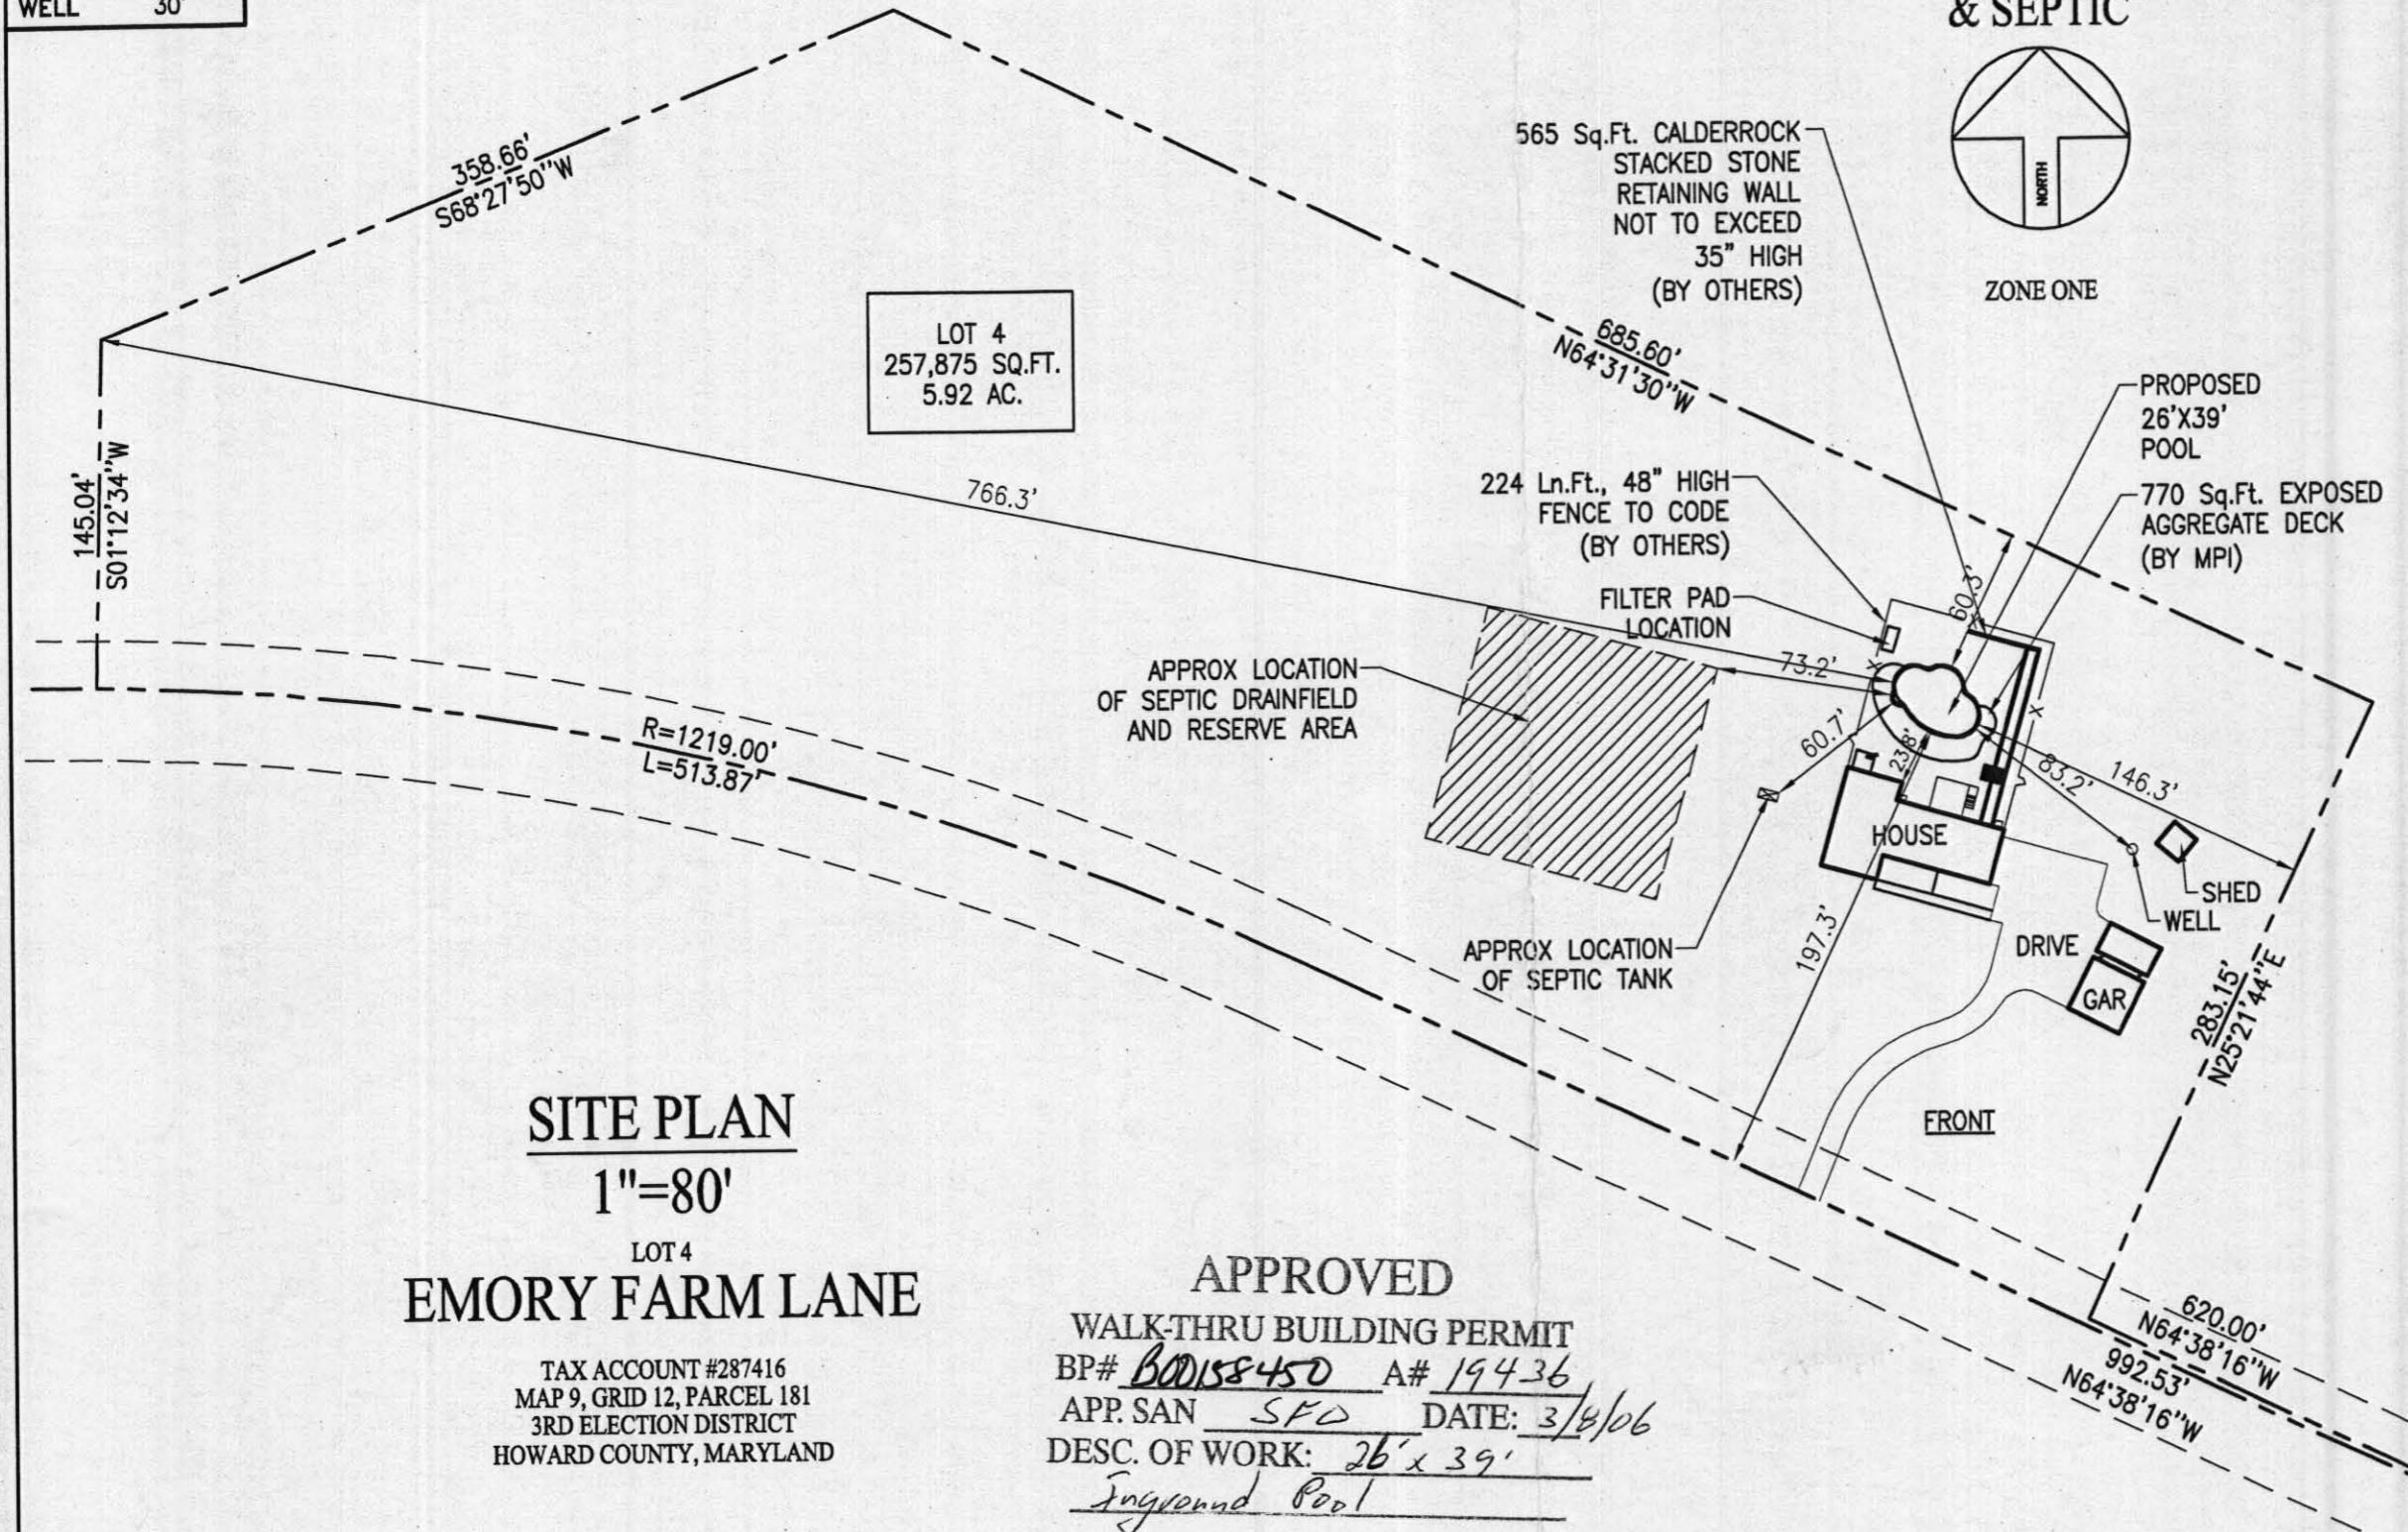 WELL 30'
& SEPTIC
NORTH
ZONE ONE
358.66'
S68°27'50"W
565 Sq.Ft. CALDERROCK
STACKED STONE
RETAINING WALL
NOT TO EXCEED
35" HIGH
(BY OTHERS)
LOT 4
257,875 SQ.FT.
5.92 AC.
685.60'
N64°31'30"W
PROPOSED
26'X39'
POOL
770 Sq.Ft. EXPOSED
AGGREGATE DECK
(BY MPI)
145.04'
S01°12'34"W
766.3'
224 Ln.Ft., 48" HIGH
FENCE TO CODE
(BY OTHERS)
FILTER PAD
LOCATION
60.3'
x
x
x
73.2'
APPROX LOCATION
OF SEPTIC DRAINFIELD
AND RESERVE AREA
R=1219.00'
L=513.87'
60.7'
23.8'
83.2'
146.3'
HOUSE
SHED
WELL
197.3'
APPROX LOCATION
OF SEPTIC TANK
DRIVE
GAR
283.15'
N25°21'44"E
FRONT
SITE PLAN
1"=80'
LOT 4
EMORY FARM LANE
TAX ACCOUNT #287416
MAP 9, GRID 12, PARCEL 181
3RD ELECTION DISTRICT
HOWARD COUNTY, MARYLAND
APPROVED
WALK-THRU BUILDING PERMIT
BP# B00158450 A# 19436
APP. SAN SFD DATE: 3/8/06
DESC. OF WORK: 26' x 39'
Inground Pool
620.00'
N64°38'16"W
992.53'
N64°38'16"W